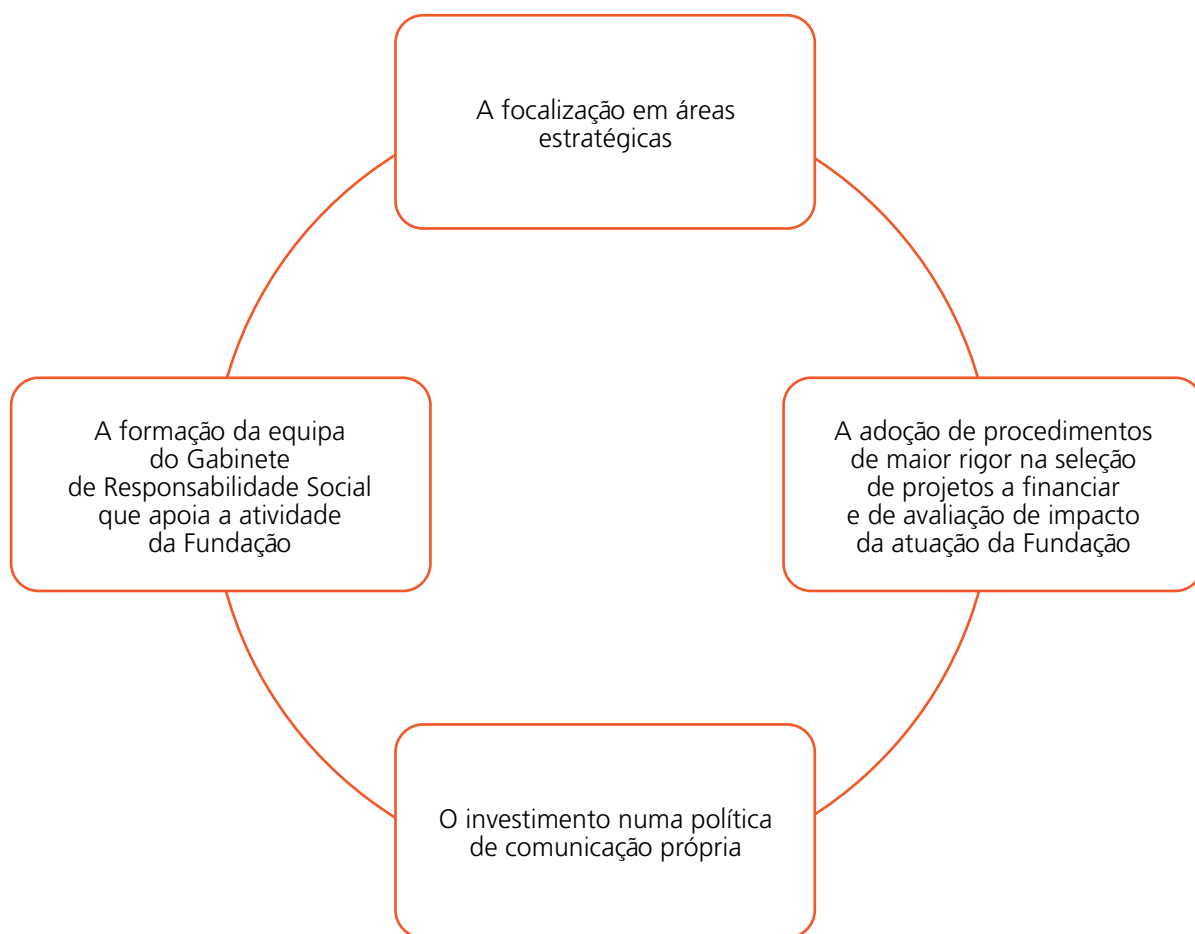 A focalização em áreas
estratégicas
A formação da equipa
do Gabinete
de Responsabilidade Social
que apoia a atividade
da Fundação
A adoção de procedimentos
de maior rigor na seleção
de projetos a financiar
e de avaliação de impacto
da atuação da Fundação
O investimento numa política
de comunicação própria